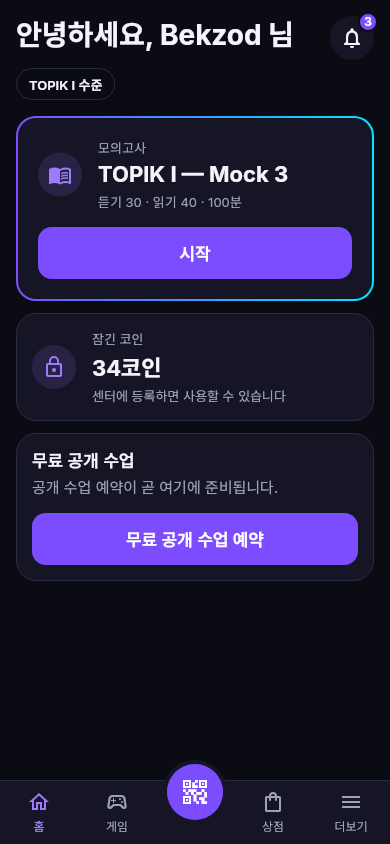 안녕하세요, Bekzod 님
3
TOPIK I 수준
모의고사
TOPIK I — Mock 3
듣기 30 · 읽기 40 · 100분
시작
잠긴 코인
34코인
센터에 등록하면 사용할 수 있습니다
무료 공개 수업
공개 수업 예약이 곧 여기에 준비됩니다.
무료 공개 수업 예약
홈
게임
상점
더보기